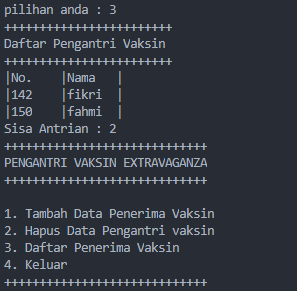 pilihan anda : 3
++++++++++++++++++++++++
Daftar Pengantri Vaksin
++++++++++++++++++++++++
|No.    |Nama   |
|142    |fikri  |
|150    |fahmi  |
Sisa Antrian : 2
+++++++++++++++++++++++++++++
PENGANTRI VAKSIN EXTRAVAGANZA
+++++++++++++++++++++++++++++

1. Tambah Data Penerima Vaksin
2. Hapus Data Pengantri vaksin
3. Daftar Penerima Vaksin
4. Keluar
+++++++++++++++++++++++++++++